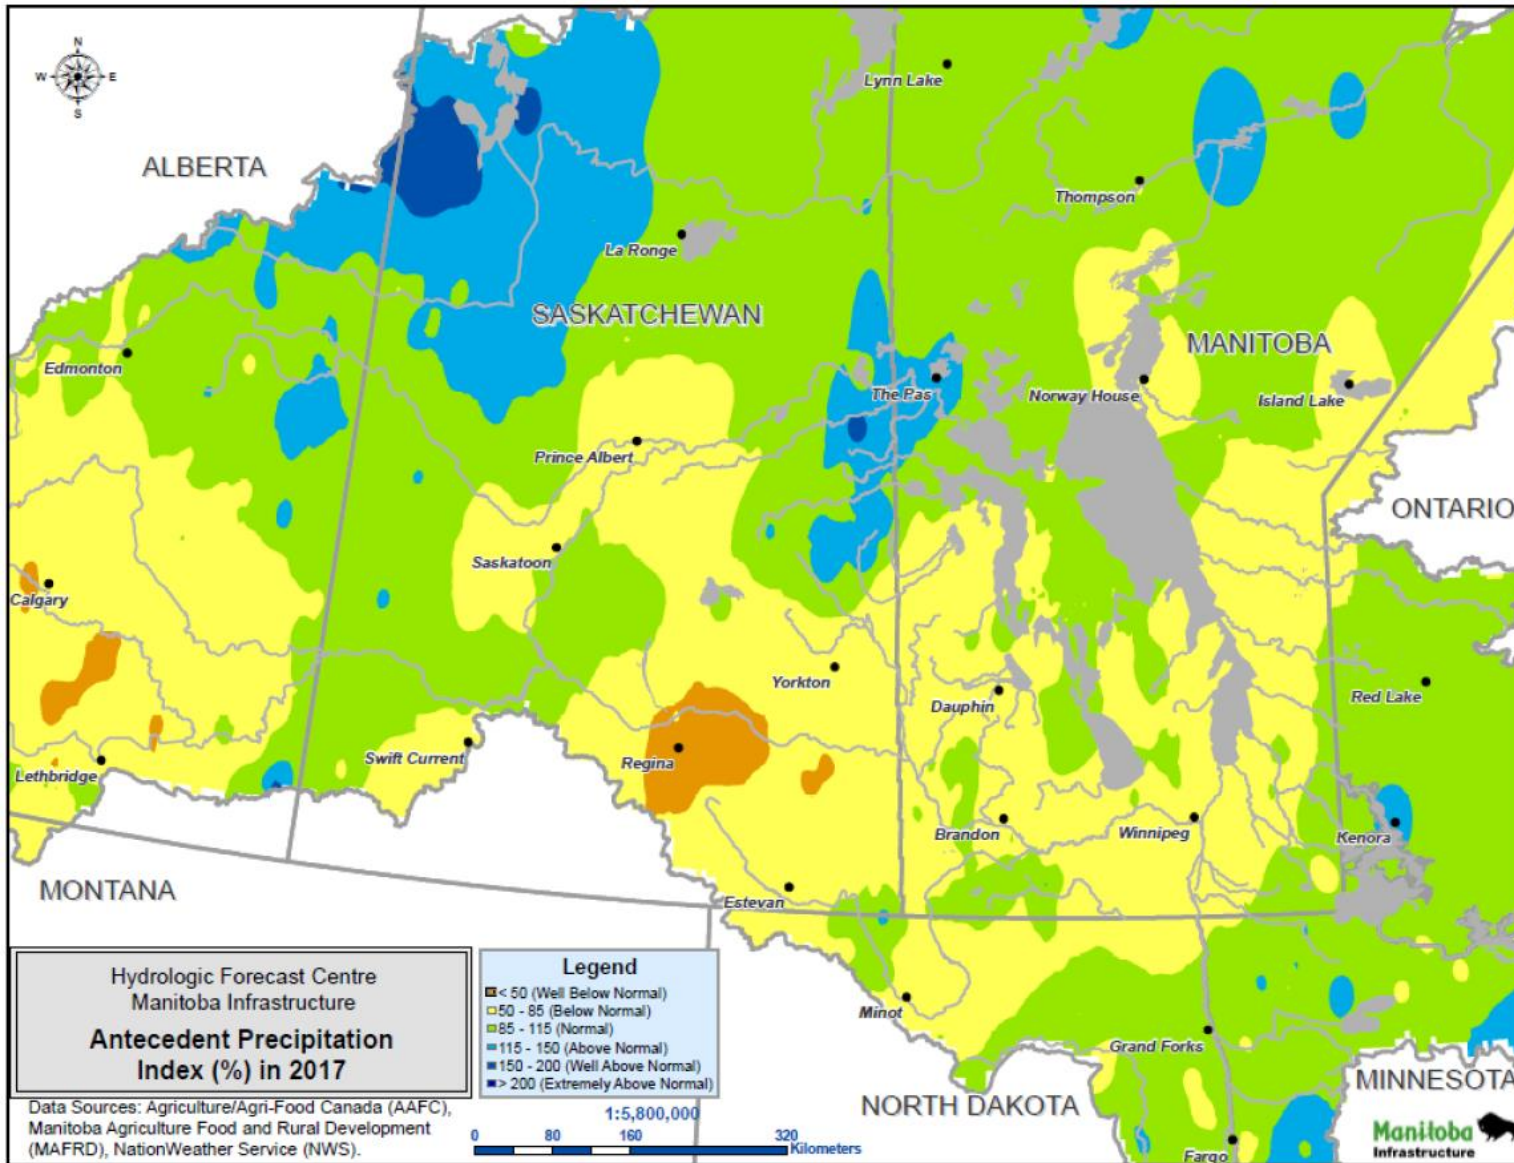 N
W E
S
ALBERTA
Lynn Lake
Thompson
La Ronge
SASKATCHEWAN
MANITOBA
Edmonton
The Pas
Norway House
Island Lake
Prince Albert
ONTARIO
Saskatoon
Calgary
Yorkton
Dauphin
Red Lake
Swift Current
Regina
Lethbridge
Brandon
Winnipeg
Kenora
MONTANA
Estevan
Minot
Grand Forks
NORTH DAKOTA
MINNESOTA
Fargo
Hydrologic Forecast Centre
Manitoba Infrastructure
Antecedent Precipitation
Index (%) in 2017
Legend
< 50 (Well Below Normal)
50 - 85 (Below Normal)
85 - 115 (Normal)
115 - 150 (Above Normal)
150 - 200 (Well Above Normal)
> 200 (Extremely Above Normal)
Data Sources: Agriculture/Agri-Food Canada (AAFC),
Manitoba Agriculture Food and Rural Development
(MAFRD), NationWeather Service (NWS).
1:5,800,000
0 80 160 320
Kilometers
Manitoba
Infrastructure